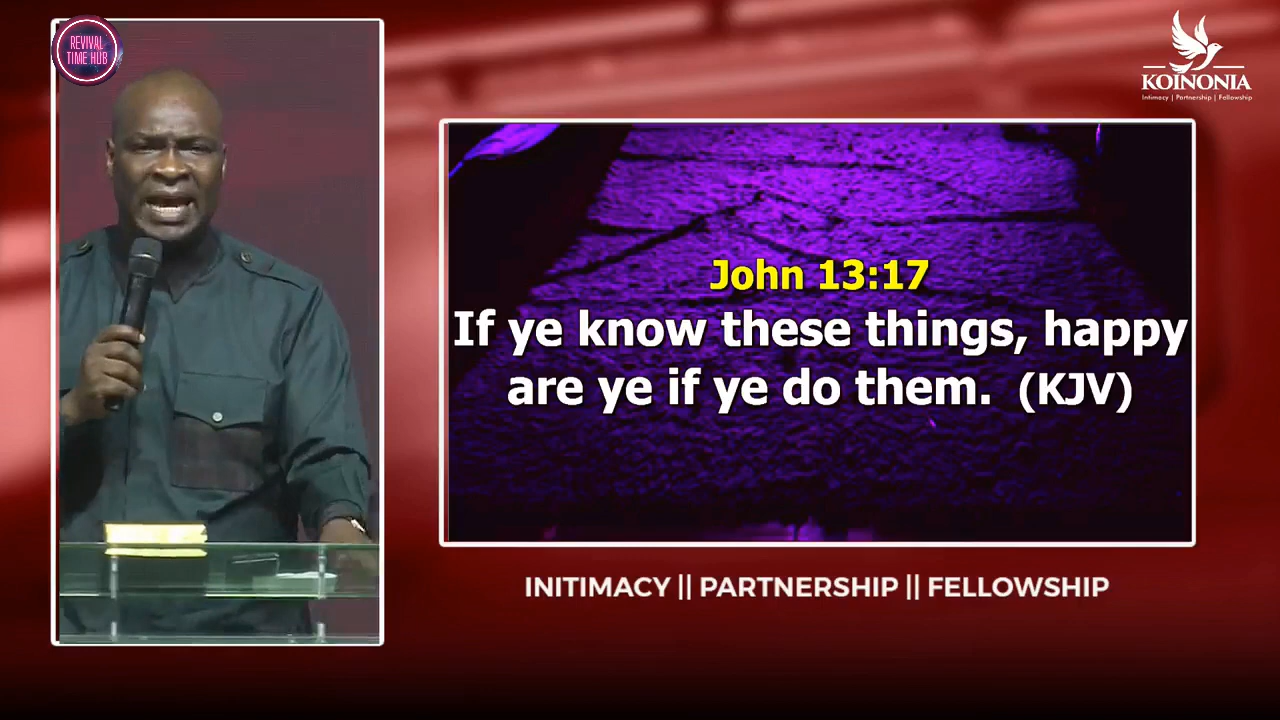 REVIVAL
TIME HUB
KOINONIA
Intimacy | Partnership | Fellowship
John 13:17
If ye know these things, happy
are ye if ye do them. (KJV)
INITIMACY || PARTNERSHIP || FELLOWSHIP